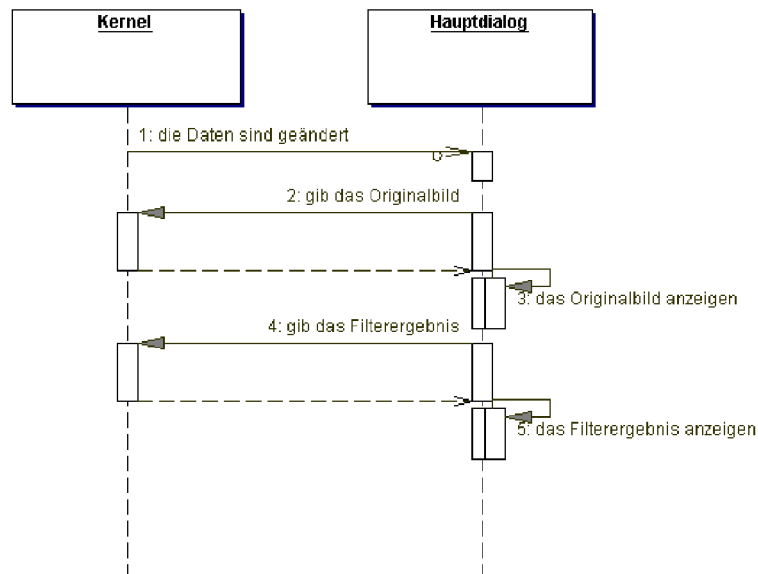 Kernel
Hauptdialog
1: die Daten sind geändert
2: gib das Originalbild
3: das Originalbild anzeigen
4: gib das Filterergebnis
5: das Filterergebnis anzeigen